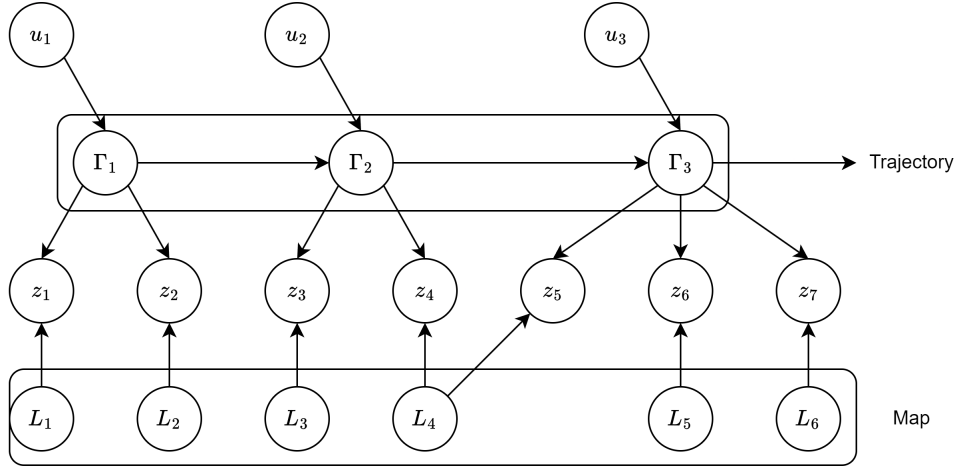 u₁ u₂ u₃
Γ₁ Γ₂ Γ₃ Trajectory
z₁ z₂ z₃ z₄ z₅ z₆ z₇
L₁ L₂ L₃ L₄ L₅ L₆ Map